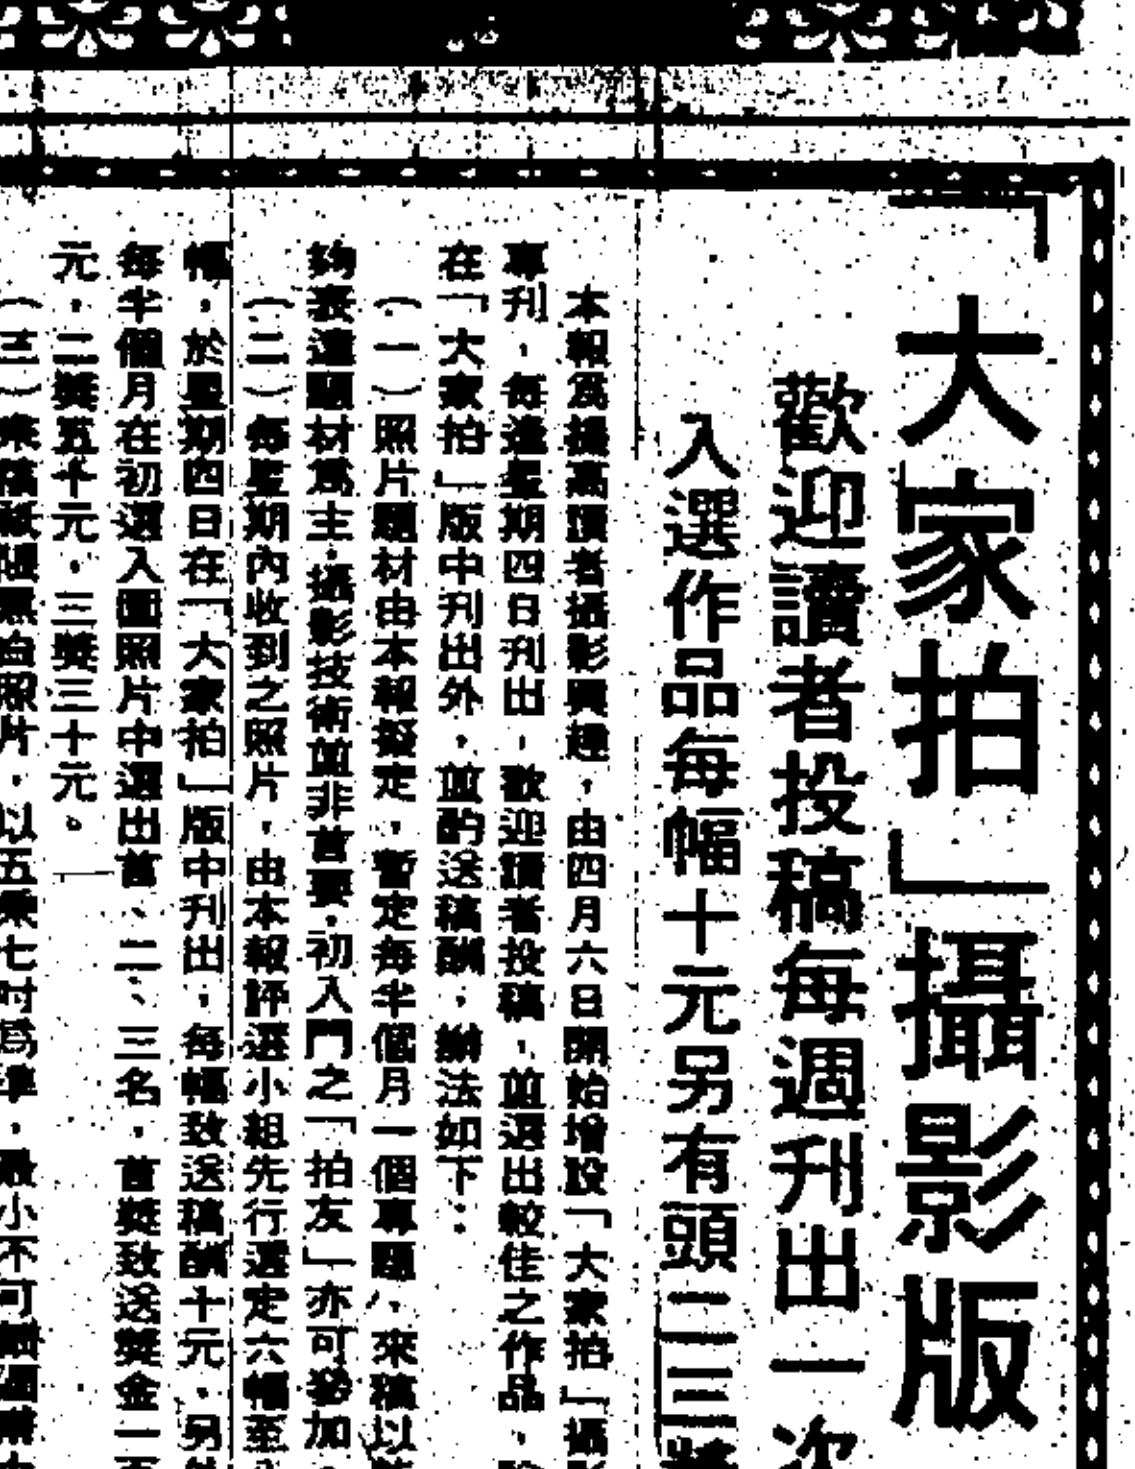 「大家拍」攝影版
歡迎讀者投稿每週刊出一次
入選作品每幅十元另有頭二三獎
本報為提高讀者攝影興趣，由四月六日開始增設「大家拍」攝影
專刊，每逢星期四日刊出，歡迎讀者投稿，並選出較佳之作品，
在「大家拍」版中刊出外，並酌送稿酬，辦法如下：
（一）照片題材由本報擬定，暫定每半個月一個專題，來稿以能
夠表達題材爲主，攝影技術並非首要，初入門之「拍友」亦可參加。
（二）每星期內收到之照片，由本報評選小組先行選定六幅至八
幅，於星期四日在「大家拍」版中刊出，每幅致送稿酬十元，另
每半個月在初選入圍照片中選出首、二、三名，首獎致送獎金一百
元，二獎五十元，三獎三十元。
（三）來稿祇限黑白照片，以五乘七吋爲準，最小不可